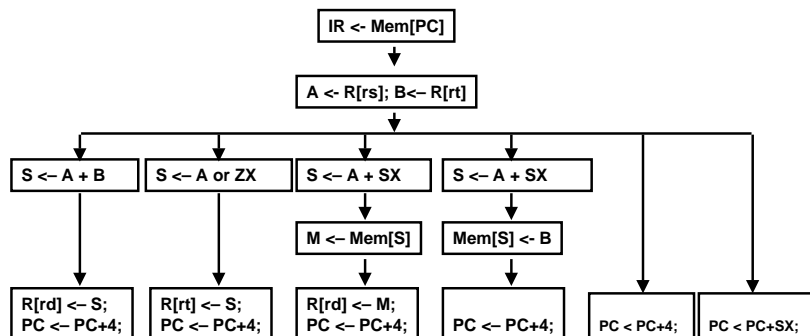 IR <- Mem[PC]
A <- R[rs]; B<– R[rt]
S <– A + B
S <– A or ZX
S <– A + SX
S <– A + SX
M <– Mem[S]
Mem[S] <- B
R[rd] <– S;
PC <– PC+4;
R[rt] <– S;
PC <– PC+4;
R[rd] <– M;
PC <– PC+4;
PC <– PC+4;
PC < PC+4;
PC < PC+SX;